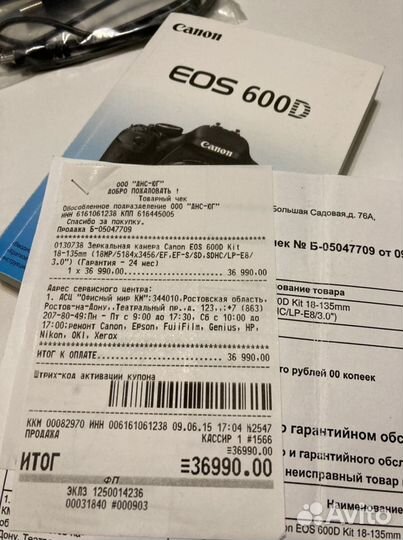 Canon
EOS 600D
ООО "ДНС-ЮГ"
ДОБРО ПОЖАЛОВАТЬ !
Товарный чек
Обособленное подразделение ООО "ДНС-ЮГ"
ИНН 6161061238 КПП 616445005
Спасибо за покупку.
Продажа Б-05047709
0130738 Зеркальная камера Canon EOS 600D Kit
18-135mm (18MP/5184x3456/EF,EF-S/SD,SDHC/LP-E8/
3.0") (Гарантия - 24 мес)
1 x 36 990.00 36 990.00
Адрес сервисного центра:
1. АСЦ "Офисный мир КМ":344010,Ростовская область,
Ростов-на-Дону, Театральный пр.,д. 123,,,+7 (863)
207-80-49:Пн - Пт с 9:00 до 17:30, Сб с 10:00 до
17:00:ремонт Canon, Epson, FujiFilm, Genius, HP,
Nikon, OKI, Xerox
ИТОГ К ОПЛАТЕ 36 990.00
Штрих-код активации купона
ККМ 00082970 ИНН 006161061238 09.06.15 17:04 №2547
ПРОДАЖА КАССИР 1 #1566
≡36990.00
ИТОГ ≡36990.00
ФП
ЭКЛЗ 1250014236
00031840 #000903
Большая Садовая,д. 76А,
чек № Б-05047709 от 09
ование товара
0D Kit 18-135mm
HC/LP-E8/3.0")
рублей 00 копеек
о гарантийном обс
и гарантийного обсл
неисправный товар
Наименование
on EOS 600D Kit 18-135mm
Avito